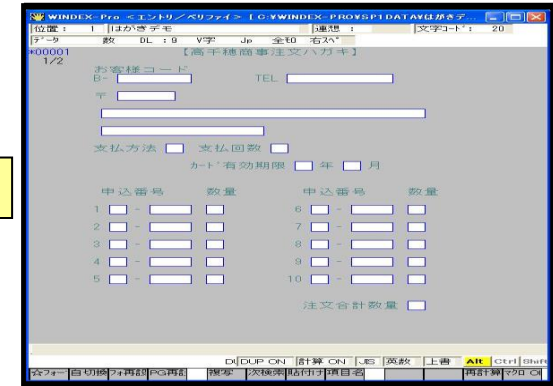 WINDEX-Pro <エントリ/ベリファイ> [C:¥WINDEX-PRO¥SP1DATA¥はがきデ...
位置: 1 はがきデモ 連想: 文字コード: 20
データ 数 DL : 9 V字 Jp 全ゼロ 右スペ
*00001 【高千穂商事注文ハガキ】
1/2
お客様コード
B- TEL
〒
支払方法 支払回数
カード有効期限 年 月
申込番号 数量 申込番号 数量
1 - 6 -
2 - 7 -
3 - 8 -
4 - 9 -
5 - 10 -
注文合計数量
DUP ON 計算 ON JIS 英数 上書 Alt Ctrl Shift
自切換 フォ再設 PG再設 複写 次検索 貼付け 項目名 再計算